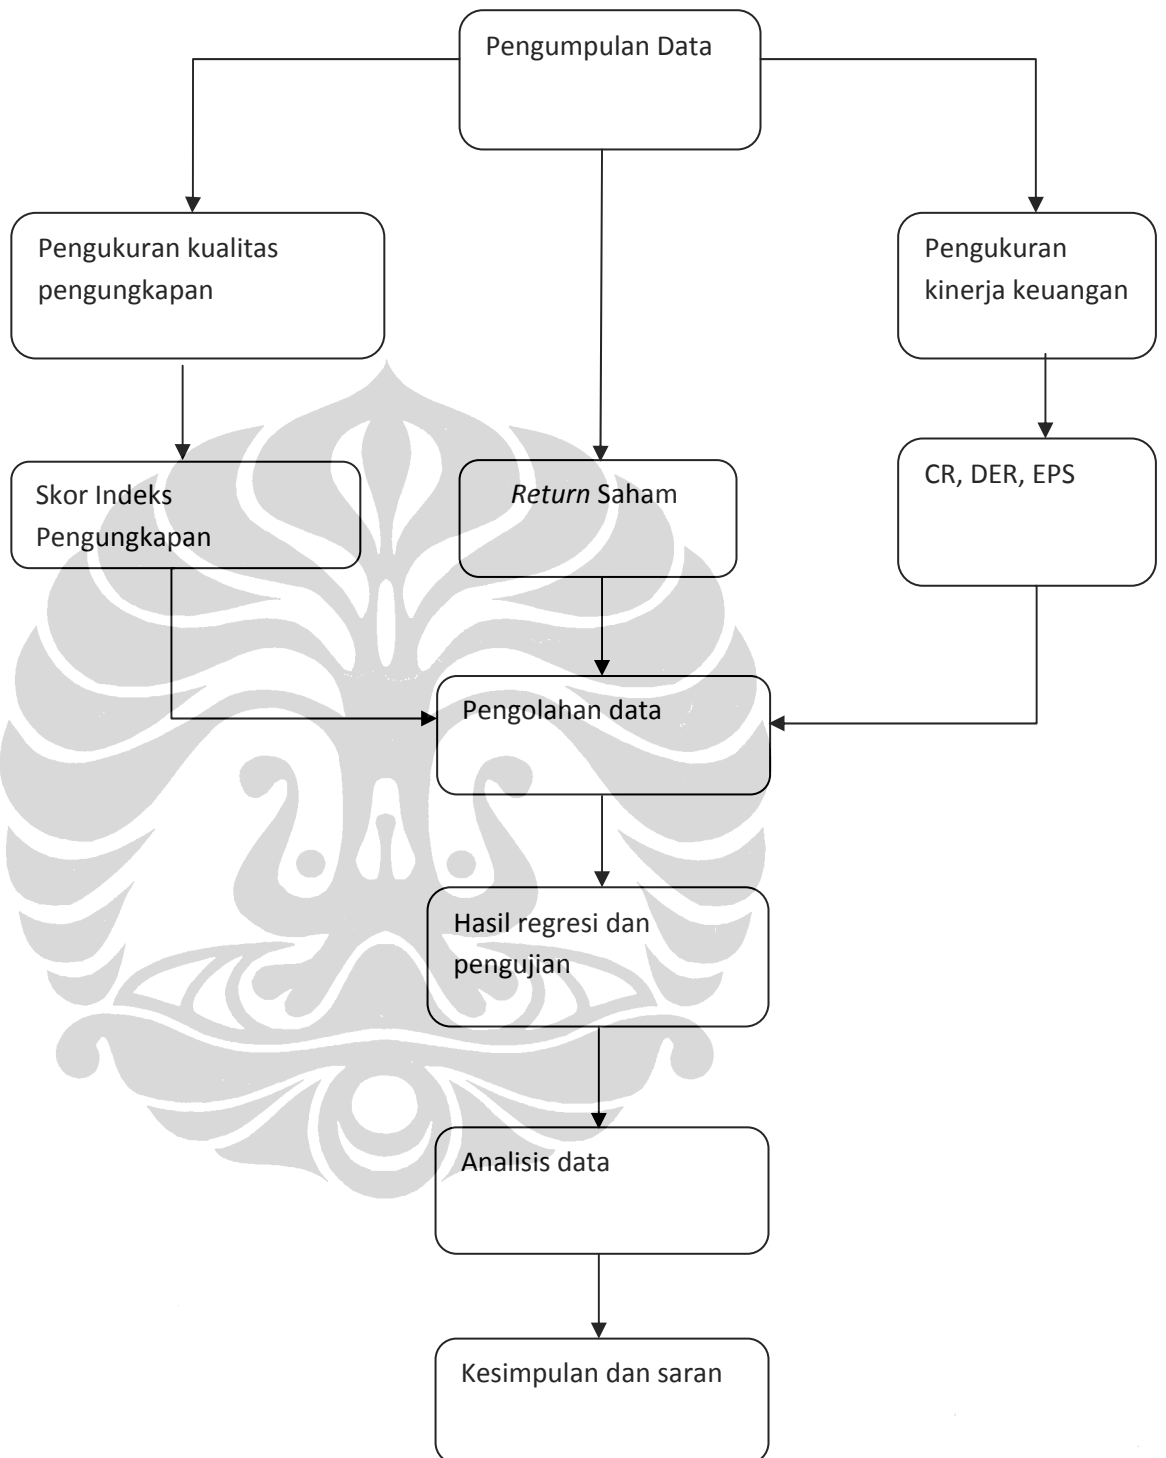 Pengumpulan Data
Pengukuran kualitas
pengungkapan
Pengukuran
kinerja keuangan
Skor Indeks
Pengungkapan
Return Saham
CR, DER, EPS
Pengolahan data
Hasil regresi dan
pengujian
Analisis data
Kesimpulan dan saran